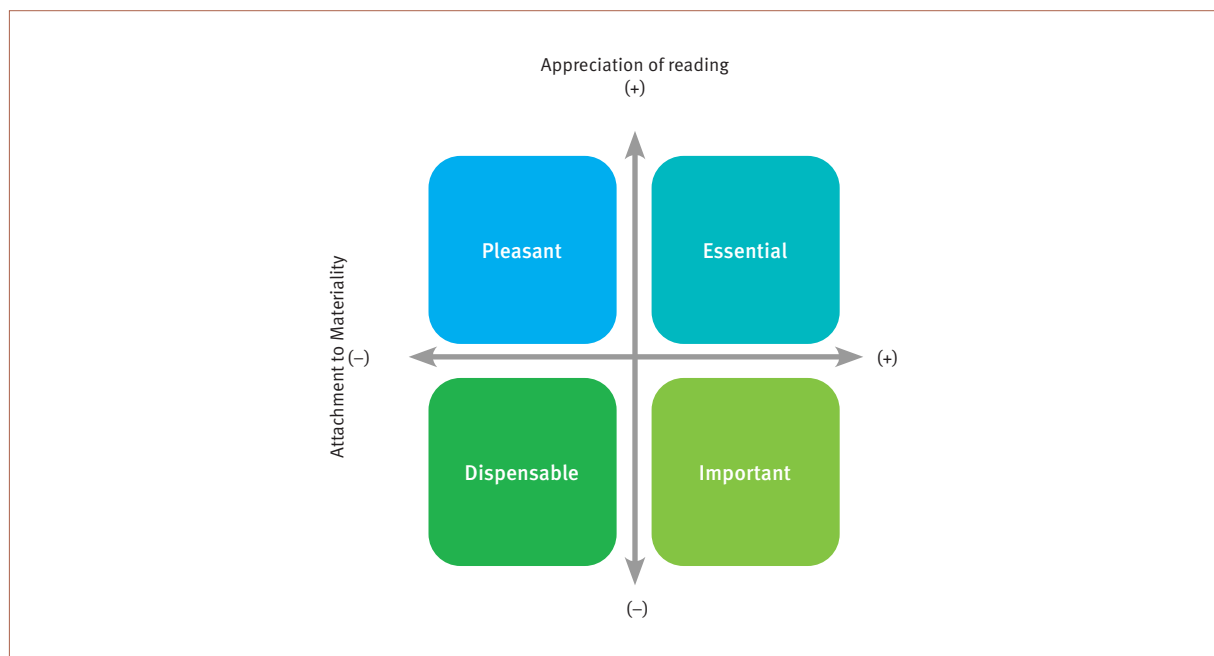 Appreciation of reading
(+)
Pleasant
Essential
Attachment to Materiality
(–)
(+)
Dispensable
Important
(–)